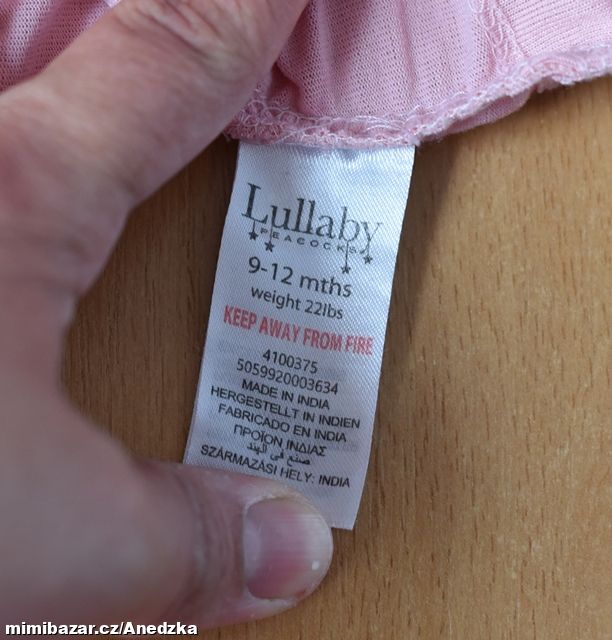 Lullaby
PEACOCKS
9-12 mths
weight 22lbs
KEEP AWAY FROM FIRE
4100375
5059920003634
MADE IN INDIA
HERGESTELLT IN INDIEN
FABRICADO EN INDIA
ΠΡΟΪΟΝ ΙΝΔΙΑΣ
صنع في الهند
SZÁRMAZÁSI HELY: INDIA
mimibazar.cz/Anedzka